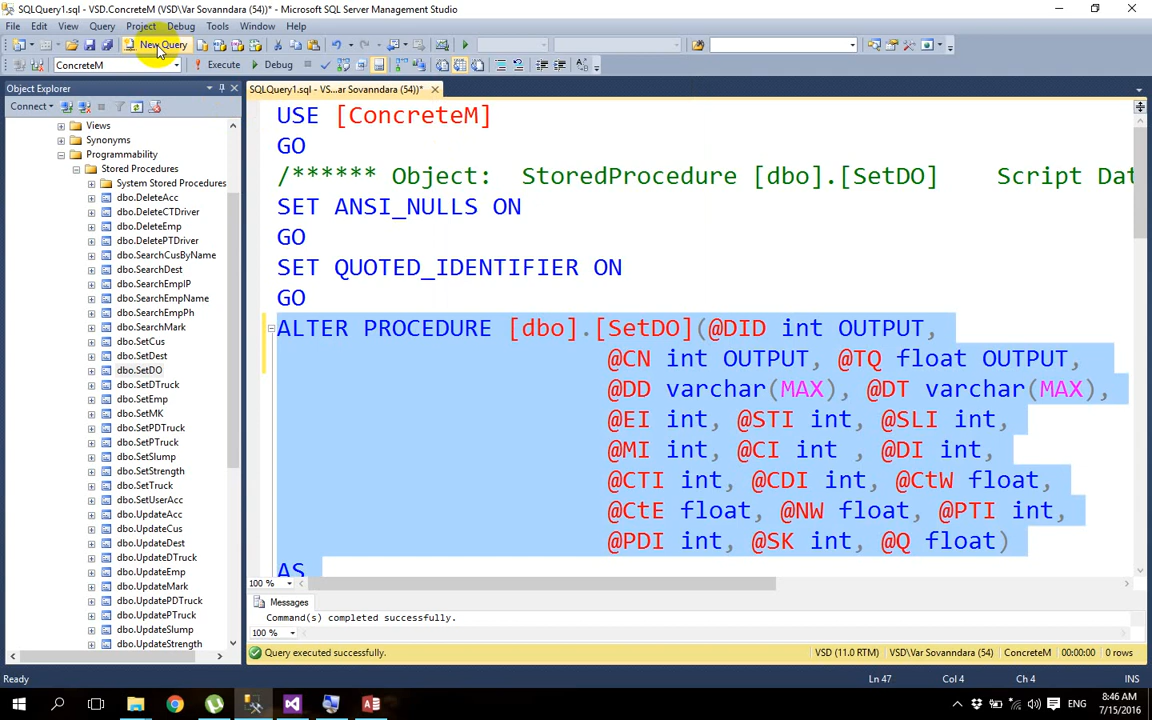 SQLQuery1.sql - VSD.ConcreteM (VSD\Var Sovanndara (54))* - Microsoft SQL Server Management Studio
File Edit View Query Project Debug Tools Window Help
New Query
ConcreteM Execute Debug
Object Explorer
SQLQuery1.sql - VS...ar Sovanndara (54))*
Connect
Views
Synonyms
Programmability
Stored Procedures
System Stored Procedures
dbo.DeleteAcc
dbo.DeleteCTDriver
dbo.DeleteEmp
dbo.DeletePTDriver
dbo.SearchCusByName
dbo.SearchDest
dbo.SearchEmpIP
dbo.SearchEmpName
dbo.SearchEmpPh
dbo.SearchMark
dbo.SetCus
dbo.SetDest
dbo.SetDO
dbo.SetDTruck
dbo.SetEmp
dbo.SetMK
dbo.SetPDTruck
dbo.SetPTruck
dbo.SetSlump
dbo.SetStrength
dbo.SetTruck
dbo.SetUserAcc
dbo.UpdateAcc
dbo.UpdateCus
dbo.UpdateDest
dbo.UpdateDTruck
dbo.UpdateEmp
dbo.UpdateMark
dbo.UpdatePDTruck
dbo.UpdatePTruck
dbo.UpdateSlump
dbo.UpdateStrength
USE [ConcreteM]
GO
/****** Object:  StoredProcedure [dbo].[SetDO]    Script Dat
SET ANSI_NULLS ON
GO
SET QUOTED_IDENTIFIER ON
GO
ALTER PROCEDURE [dbo].[SetDO](@DID int OUTPUT,
@CN int OUTPUT, @TQ float OUTPUT,
@DD varchar(MAX), @DT varchar(MAX),
@EI int, @STI int, @SLI int,
@MI int, @CI int , @DI int,
@CTI int, @CDI int, @CtW float,
@CtE float, @NW float, @PTI int,
@PDI int, @SK int, @Q float)
AS
100 %
Messages
Command(s) completed successfully.
100 %
Query executed successfully. VSD (11.0 RTM) VSD\Var Sovanndara (54) ConcreteM 00:00:00 0 rows
Ready Ln 47 Col 4 Ch 4 INS
ENG 8:46 AM
7/15/2016